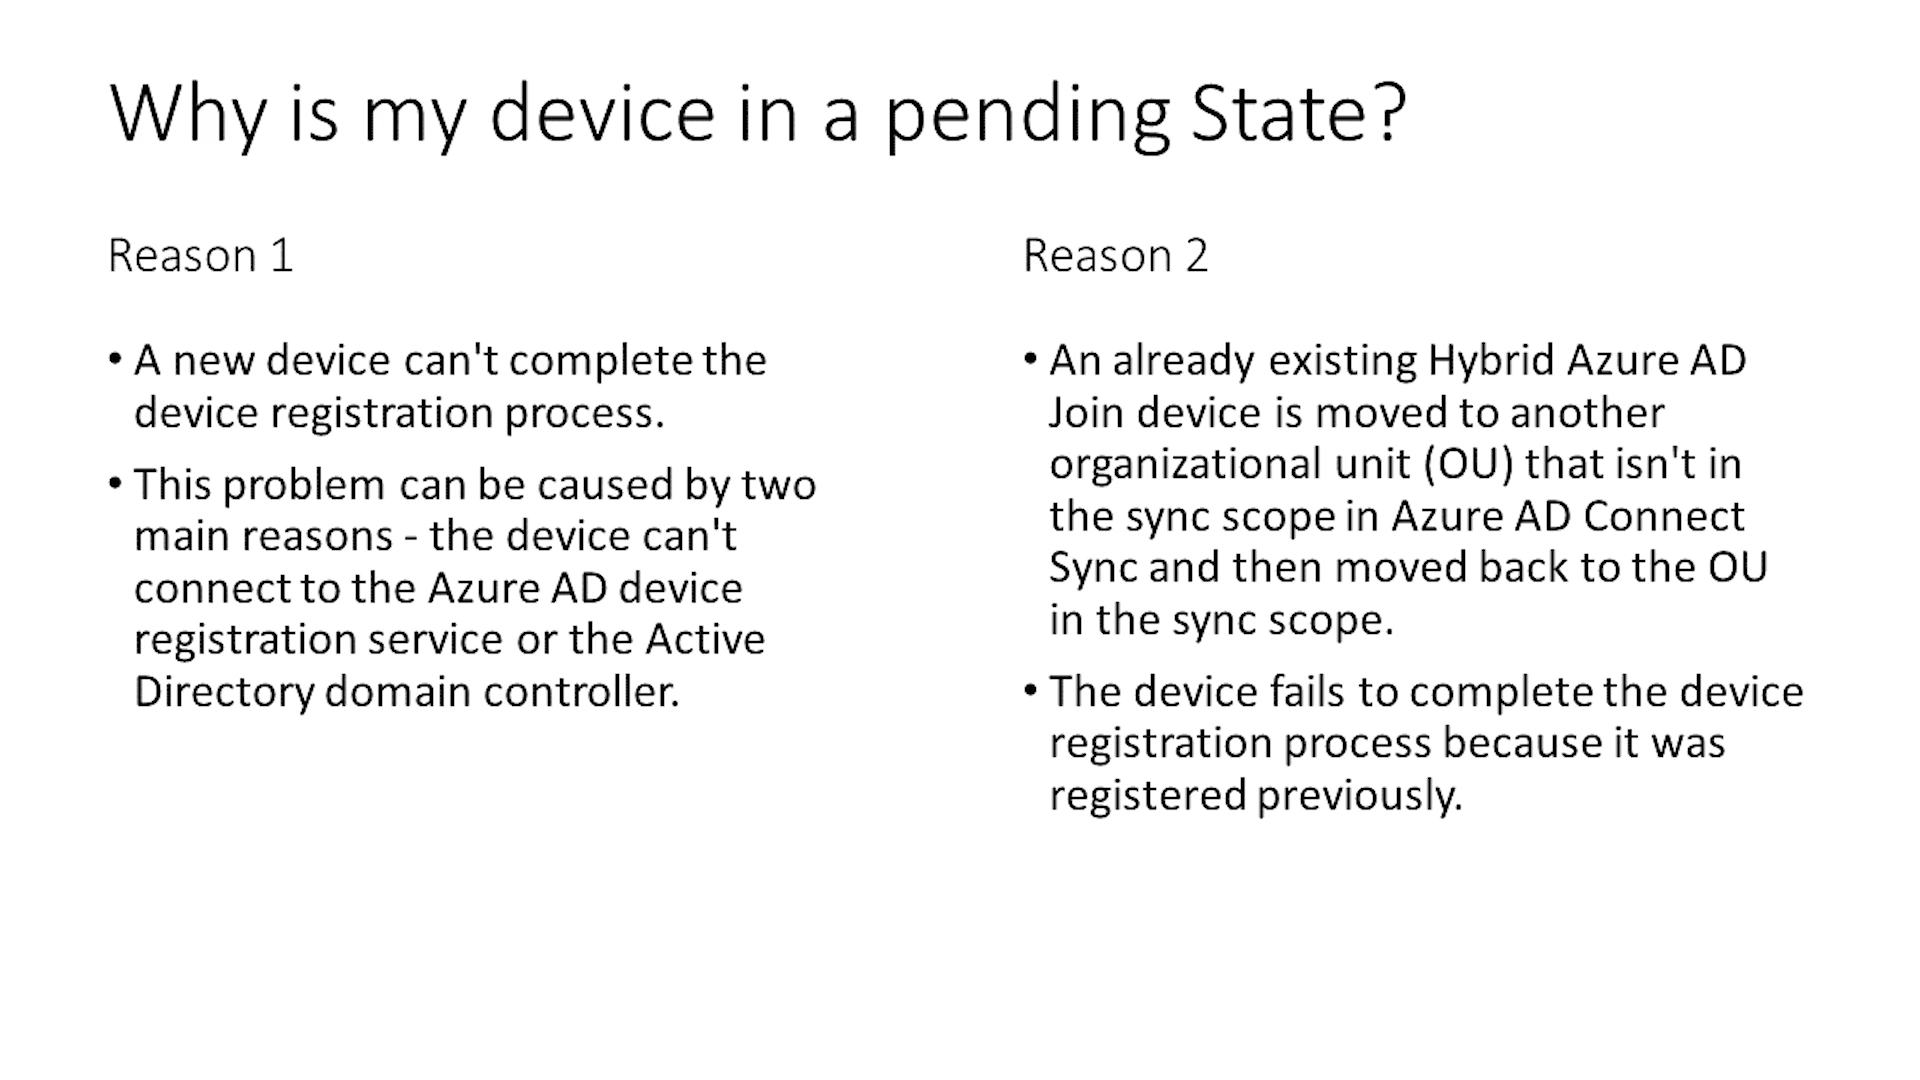 Why is my device in a pending State?
Reason 1
• A new device can't complete the
device registration process.
• This problem can be caused by two
main reasons - the device can't
connect to the Azure AD device
registration service or the Active
Directory domain controller.
Reason 2
• An already existing Hybrid Azure AD
Join device is moved to another
organizational unit (OU) that isn't in
the sync scope in Azure AD Connect
Sync and then moved back to the OU
in the sync scope.
• The device fails to complete the device
registration process because it was
registered previously.